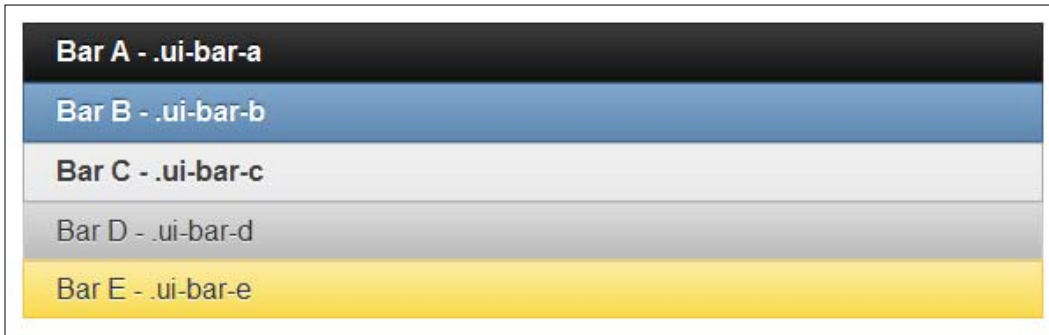 Bar A - .ui-bar-a
Bar B - .ui-bar-b
Bar C - .ui-bar-c
Bar D - .ui-bar-d
Bar E - .ui-bar-e